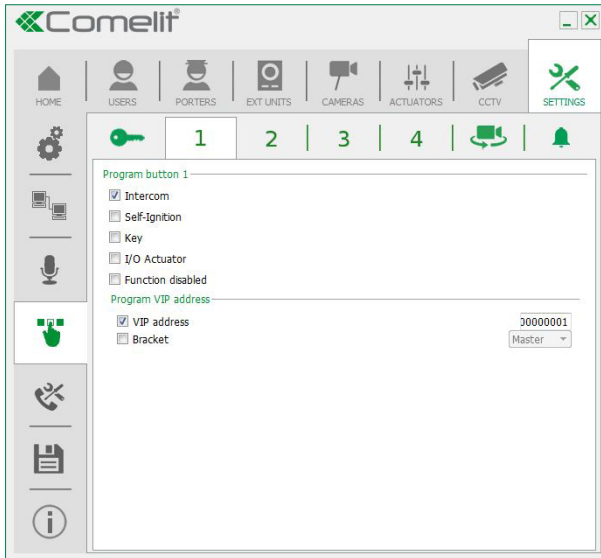 Comelit®
HOME USERS PORTERS EXT UNITS CAMERAS ACTUATORS CCTV SETTINGS
1 2 3 4
Program button 1
Intercom
Self-Ignition
Key
I/O Actuator
Function disabled
Program VIP address
VIP address 00000001
Bracket Master